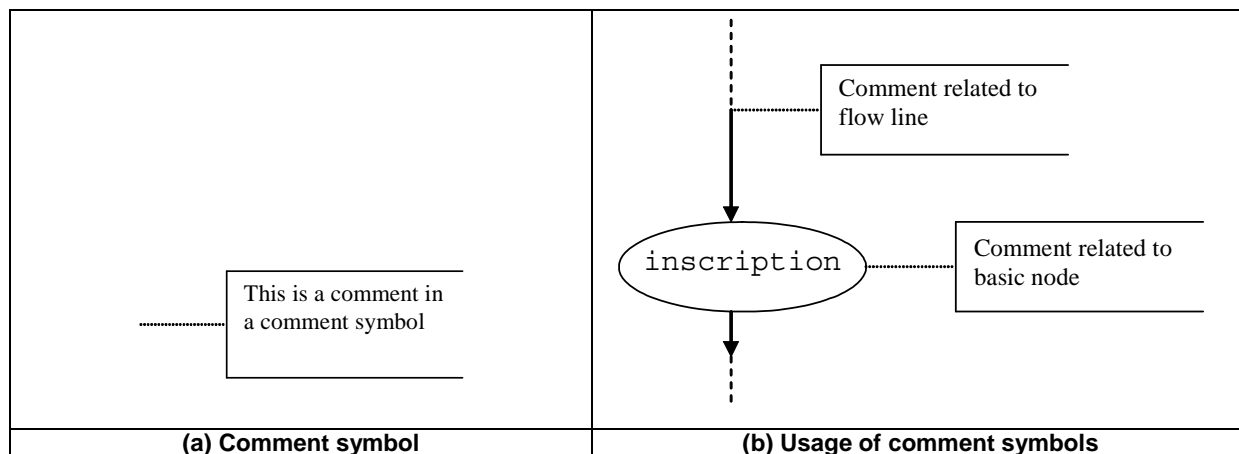 This is a comment in
a comment symbol
(a) Comment symbol
Comment related to
flow line
inscription
Comment related to
basic node
(b) Usage of comment symbols